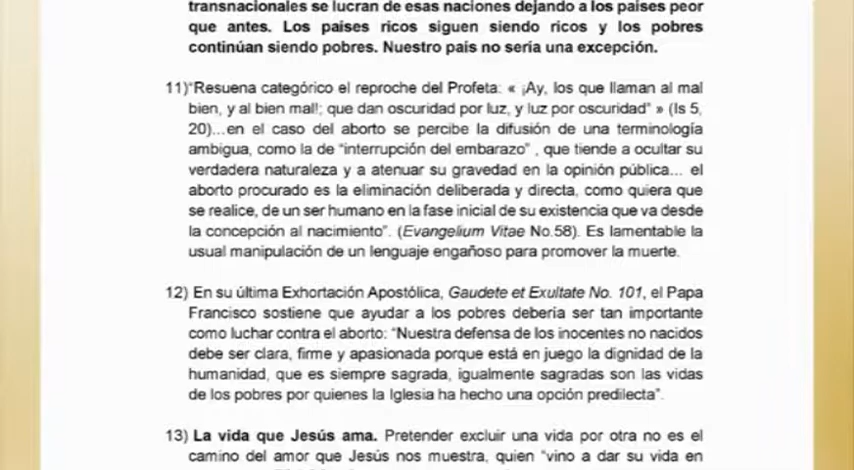 transnacionales se lucran de esas naciones dejando a los países peor
que antes. Los países ricos siguen siendo ricos y los pobres
continúan siendo pobres. Nuestro país no sería una excepción.
11)"Resuena categórico el reproche del Profeta: « ¡Ay, los que llaman al mal
bien, y al bien mal!; que dan oscuridad por luz, y luz por oscuridad" » (Is 5,
20)...en el caso del aborto se percibe la difusión de una terminología
ambigua, como la de "interrupción del embarazo" , que tiende a ocultar su
verdadera naturaleza y a atenuar su gravedad en la opinión pública... el
aborto procurado es la eliminación deliberada y directa, como quiera que
se realice, de un ser humano en la fase inicial de su existencia que va desde
la concepción al nacimiento". (Evangelium Vitae No.58). Es lamentable la
usual manipulación de un lenguaje engañoso para promover la muerte.
12) En su última Exhortación Apostólica, Gaudete et Exultate No. 101, el Papa
Francisco sostiene que ayudar a los pobres debería ser tan importante
como luchar contra el aborto: "Nuestra defensa de los inocentes no nacidos
debe ser clara, firme y apasionada porque está en juego la dignidad de la
humanidad, que es siempre sagrada, igualmente sagradas son las vidas
de los pobres por quienes la Iglesia ha hecho una opción predilecta".
13) La vida que Jesús ama. Pretender excluir una vida por otra no es el
camino del amor que Jesús nos muestra, quien "vino a dar su vida en